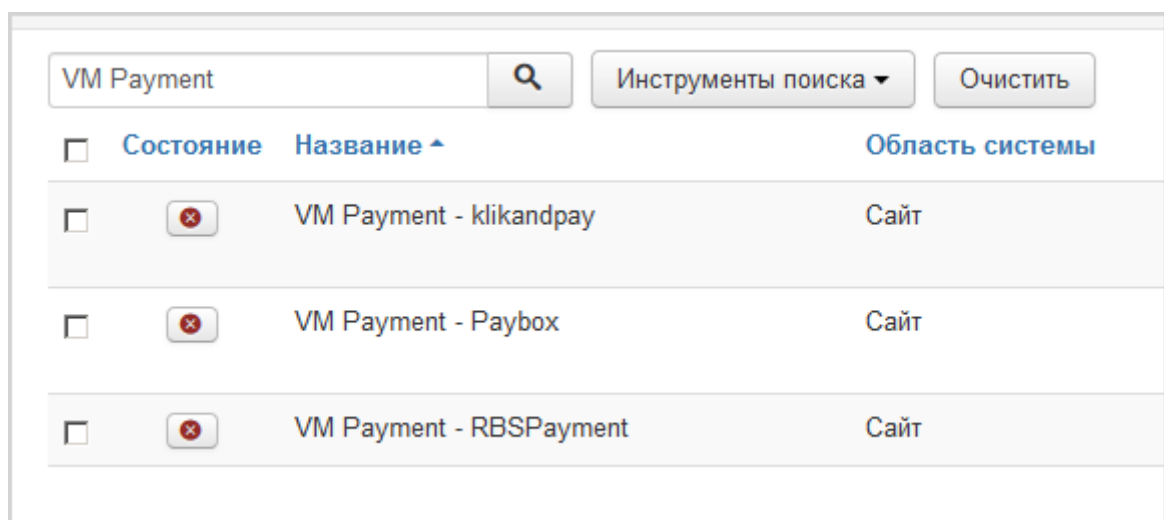 VM Payment Инструменты поиска Очистить
Состояние Название Область системы
VM Payment - klikandpay Сайт
VM Payment - Paybox Сайт
VM Payment - RBSPayment Сайт